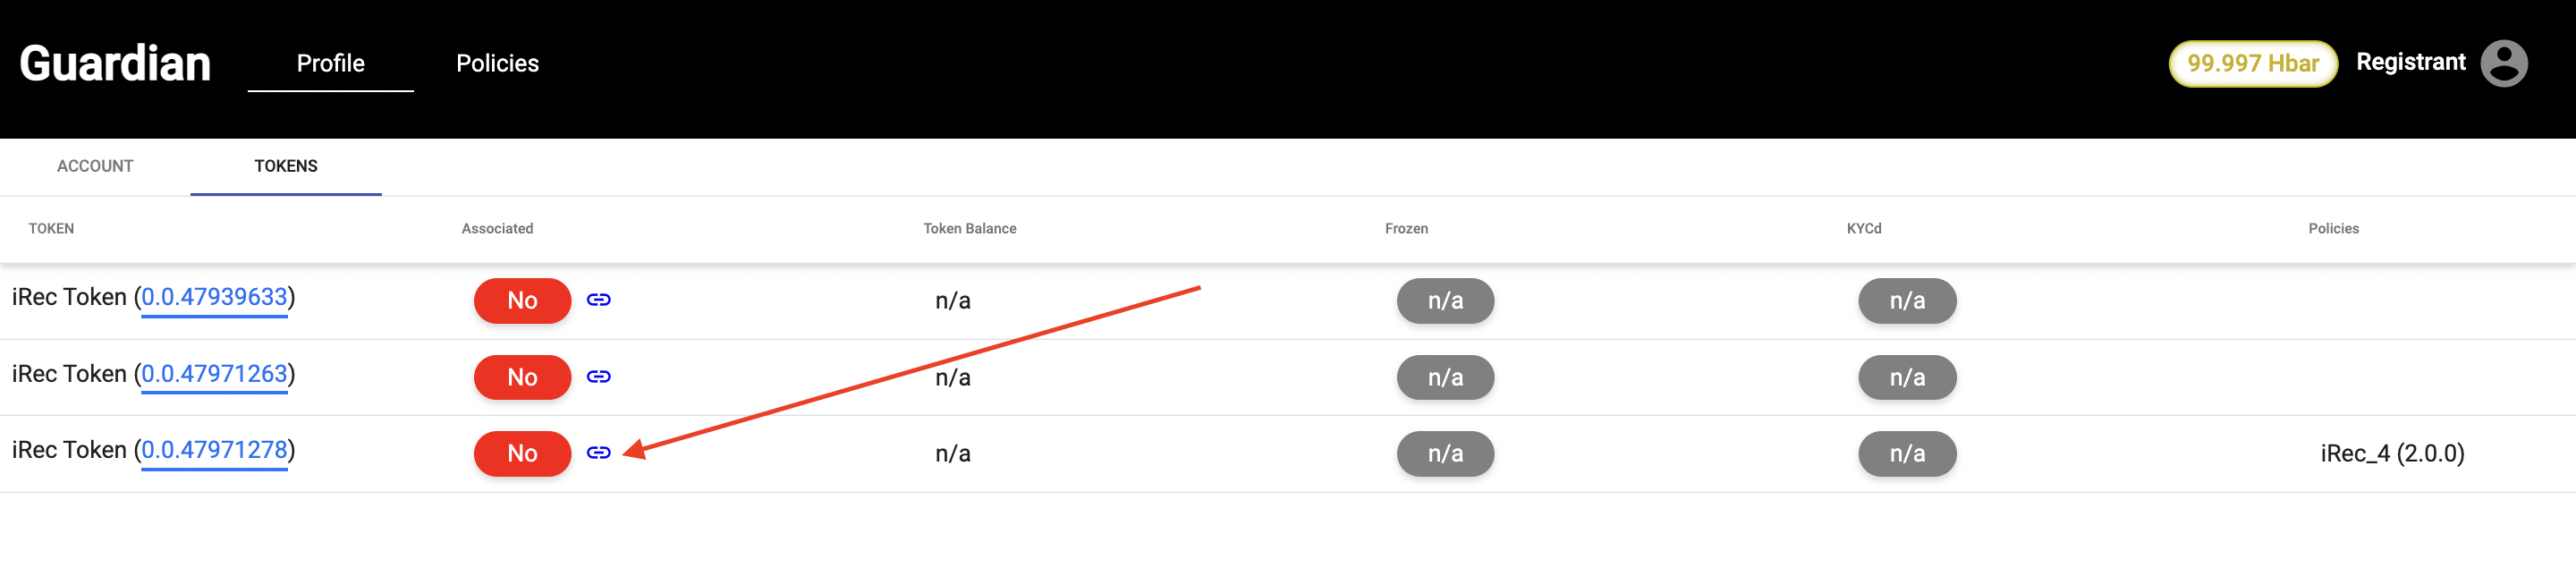 Guardian Profile Policies 99.997 Hbar Registrant
ACCOUNT TOKENS
TOKEN Associated Token Balance Frozen KYCd Policies
iRec Token (0.0.47939633) No n/a n/a n/a
iRec Token (0.0.47971263) No n/a n/a n/a
iRec Token (0.0.47971278) No n/a n/a n/a iRec_4 (2.0.0)